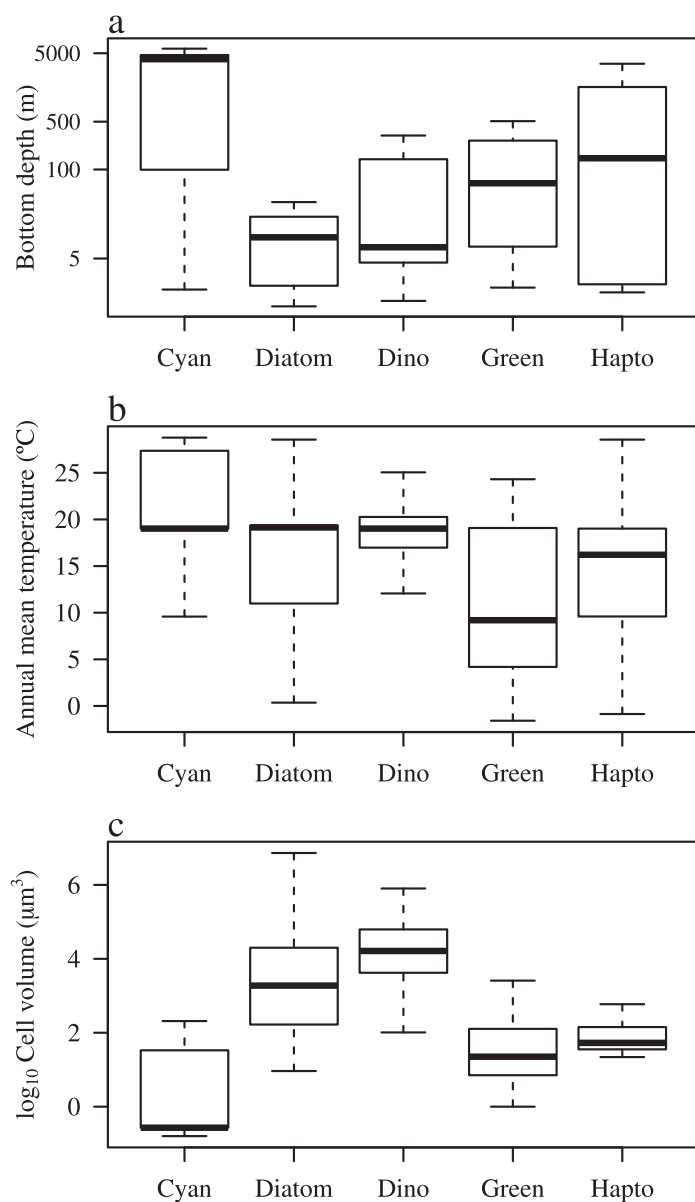 a
Bottom depth (m)
5000
500
100
5
Cyan Diatom Dino Green Hapto
b
Annual mean temperature (ºC)
25
20
15
10
5
0
Cyan Diatom Dino Green Hapto
c
log₁₀ Cell volume (µm³)
6
4
2
0
Cyan Diatom Dino Green Hapto